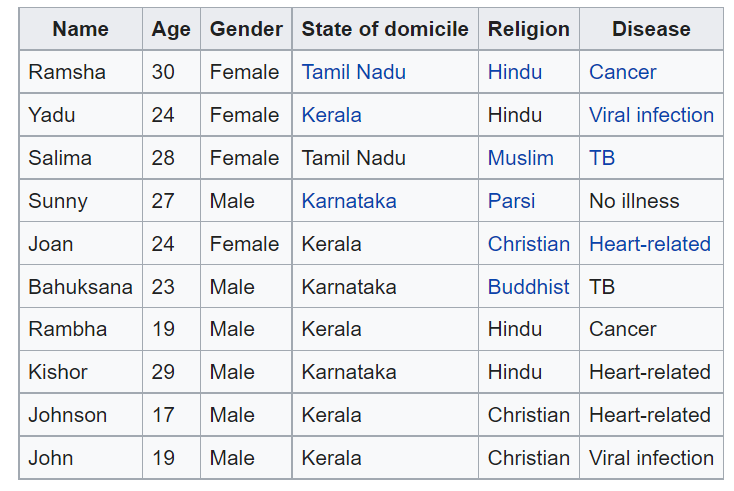 Name Age Gender State of domicile Religion Disease
Ramsha 30 Female Tamil Nadu Hindu Cancer
Yadu 24 Female Kerala Hindu Viral infection
Salima 28 Female Tamil Nadu Muslim TB
Sunny 27 Male Karnataka Parsi No illness
Joan 24 Female Kerala Christian Heart-related
Bahuksana 23 Male Karnataka Buddhist TB
Rambha 19 Male Kerala Hindu Cancer
Kishor 29 Male Karnataka Hindu Heart-related
Johnson 17 Male Kerala Christian Heart-related
John 19 Male Kerala Christian Viral infection